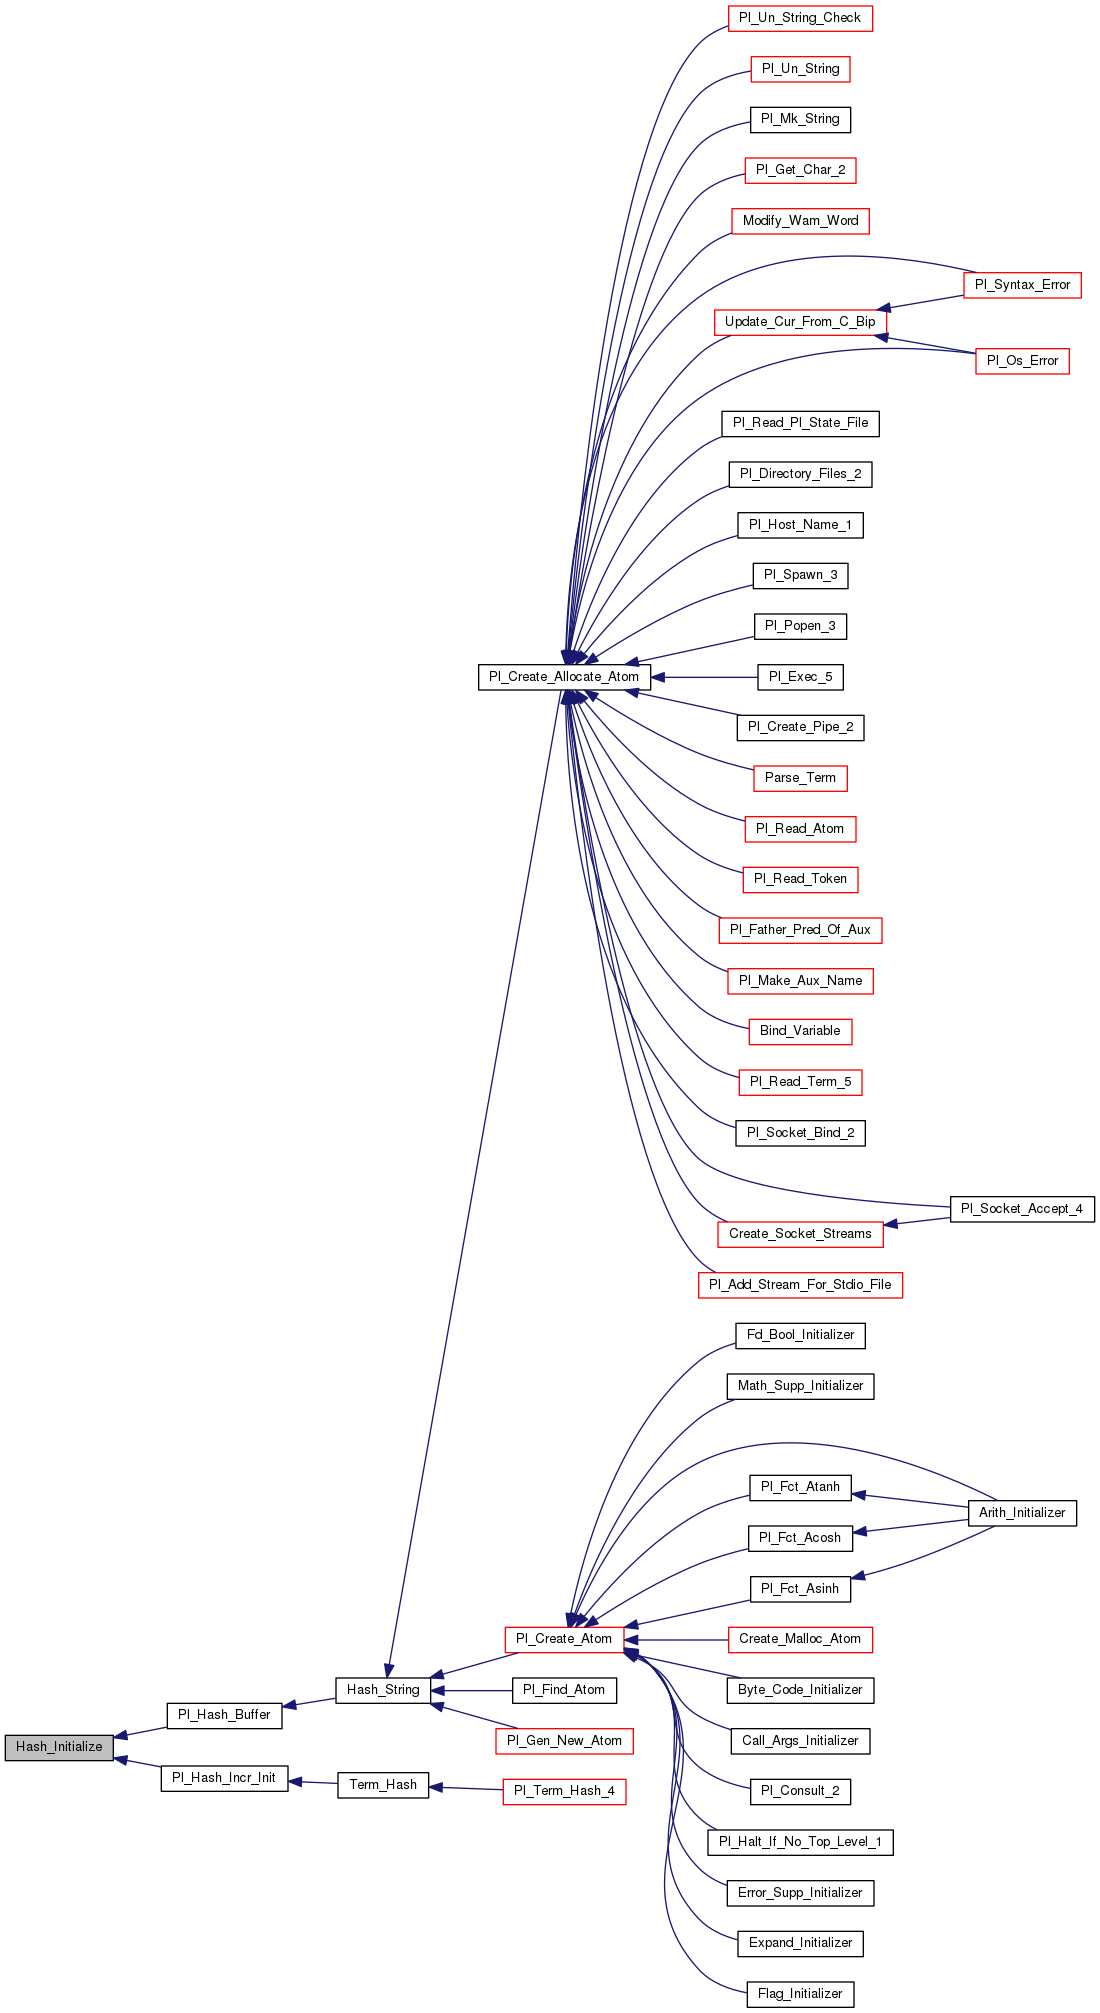 Pl_Un_String_Check
Pl_Un_String
Pl_Mk_String
Pl_Get_Char_2
Modify_Wam_Word
Pl_Syntax_Error
Update_Cur_From_C_Bip
Pl_Os_Error
Pl_Read_Pl_State_File
Pl_Directory_Files_2
Pl_Host_Name_1
Pl_Spawn_3
Pl_Popen_3
Pl_Create_Allocate_Atom
Pl_Exec_5
Pl_Create_Pipe_2
Parse_Term
Pl_Read_Atom
Pl_Read_Token
Pl_Father_Pred_Of_Aux
Pl_Make_Aux_Name
Bind_Variable
Pl_Read_Term_5
Pl_Socket_Bind_2
Pl_Socket_Accept_4
Create_Socket_Streams
Pl_Add_Stream_For_Stdio_File
Fd_Bool_Initializer
Math_Supp_Initializer
Pl_Fct_Atanh
Arith_Initializer
Pl_Fct_Acosh
Pl_Fct_Asinh
Pl_Create_Atom
Create_Malloc_Atom
Hash_String
Pl_Find_Atom
Byte_Code_Initializer
Pl_Hash_Buffer
Pl_Gen_New_Atom
Call_Args_Initializer
Hash_Initialize
Pl_Hash_Incr_Init
Term_Hash
Pl_Term_Hash_4
Pl_Consult_2
Pl_Halt_If_No_Top_Level_1
Error_Supp_Initializer
Expand_Initializer
Flag_Initializer